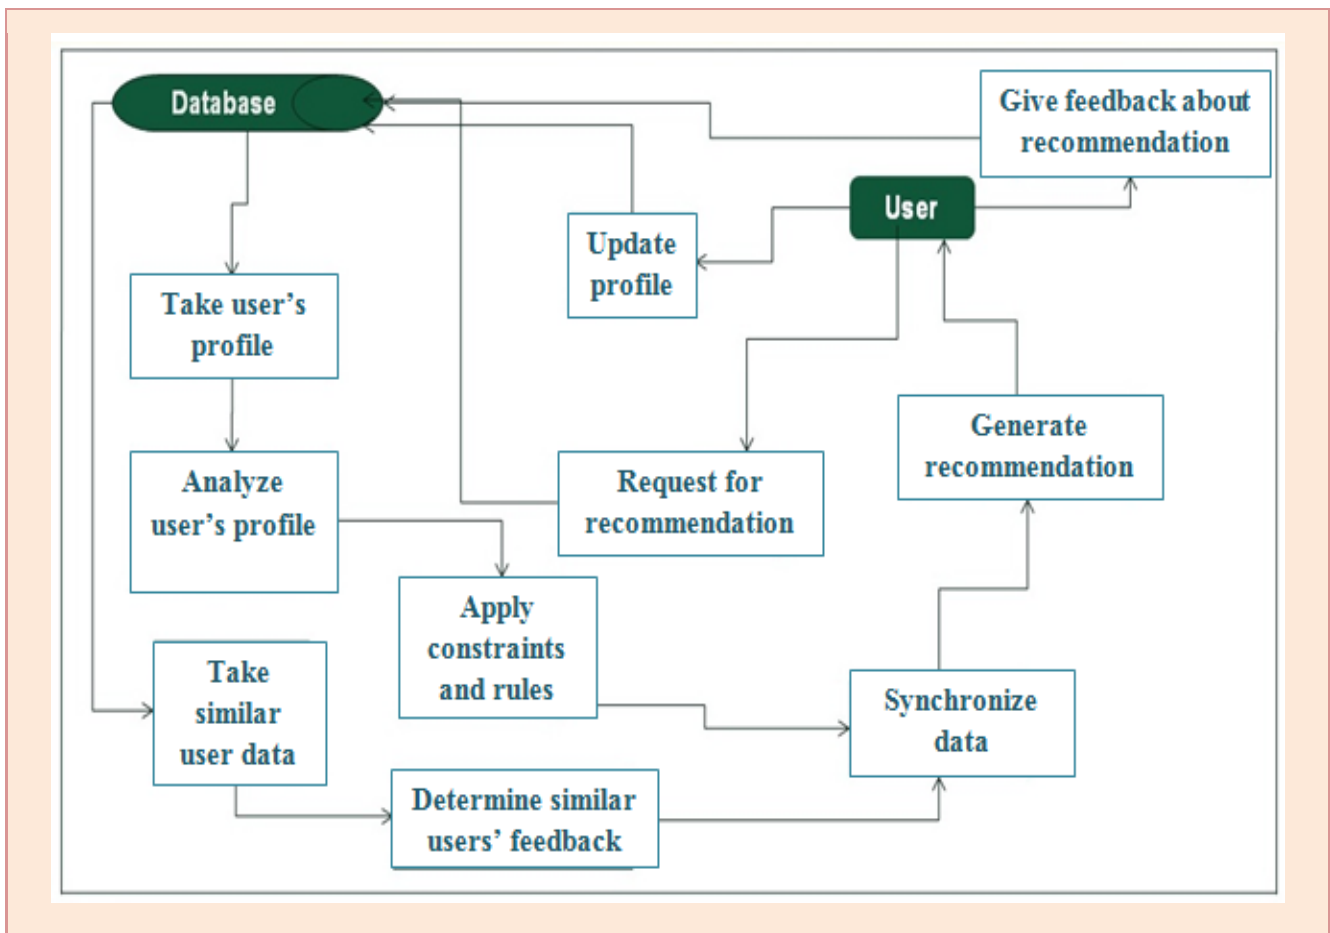 Database
Give feedback about
recommendation
User
Update
profile
Take user’s
profile
Generate
recommendation
Analyze
user’s profile
Request for
recommendation
Apply
constraints
and rules
Take
similar
user data
Synchronize
data
Determine similar
users’ feedback